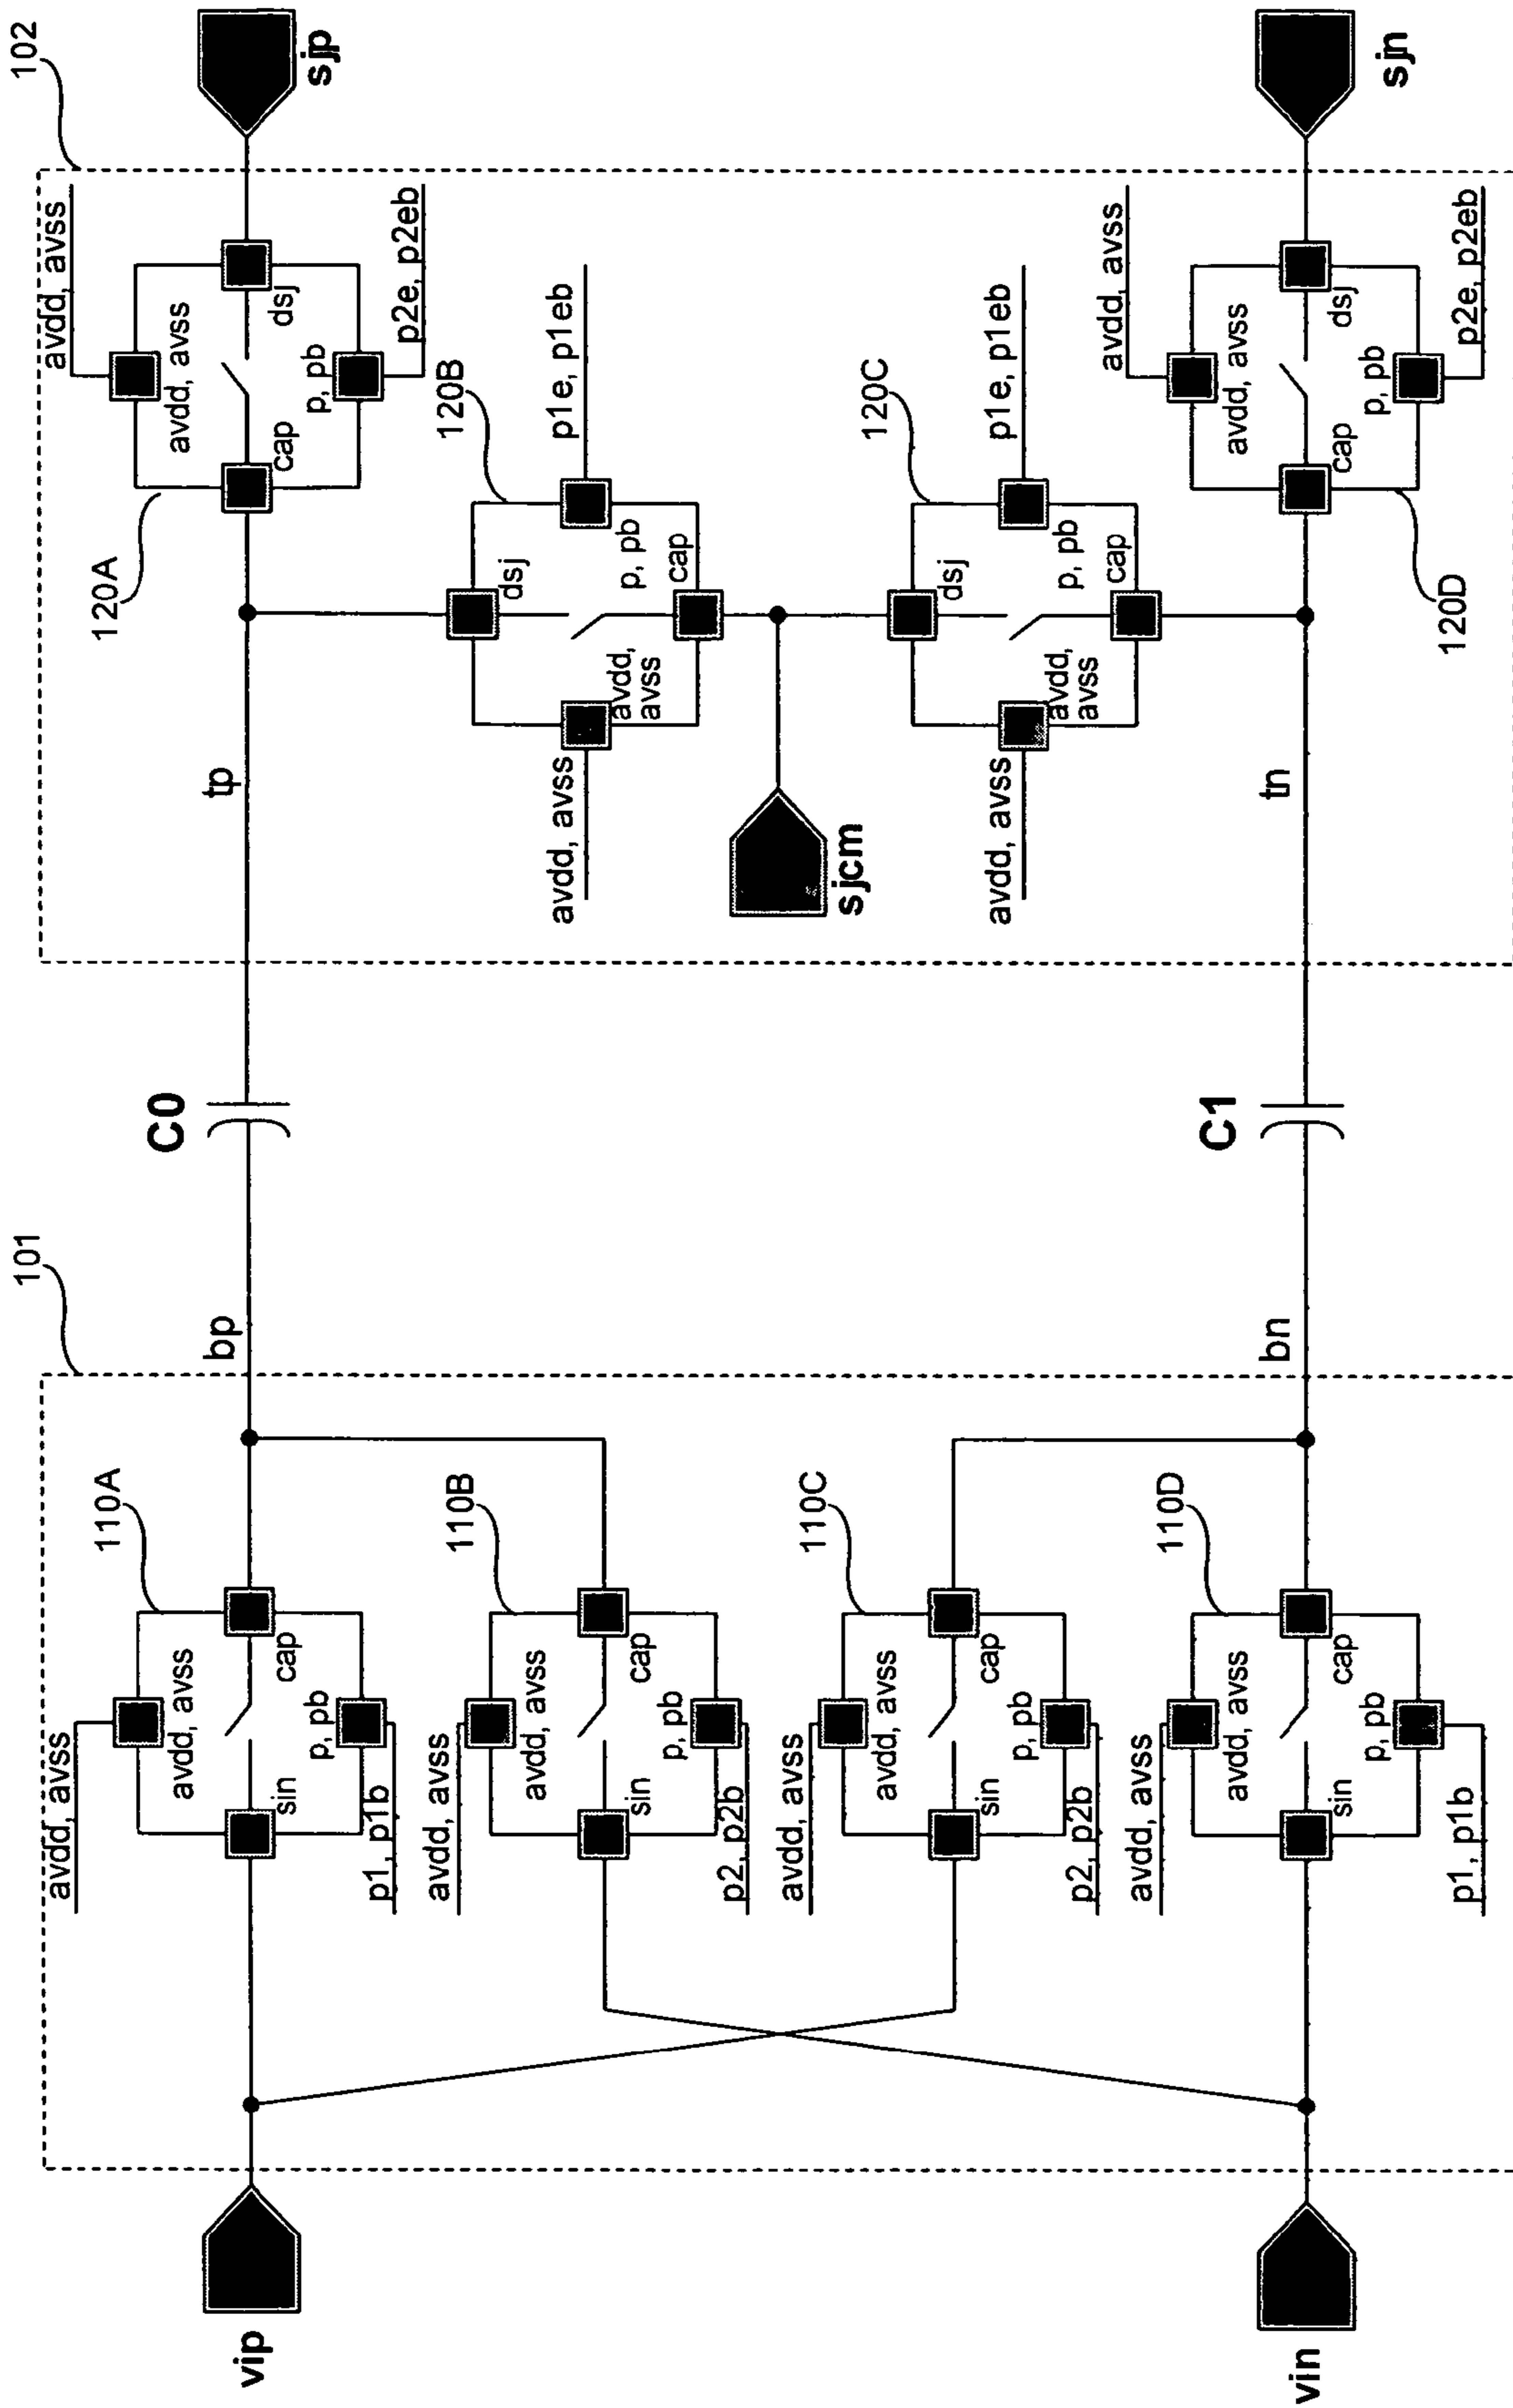 101
102
vip
avdd, avss
110A
avdd, avss
sin
cap
p, pb
p1, p1b
avdd, avss
110B
avdd, avss
sin
cap
p, pb
p2, p2b
avdd, avss
110C
avdd, avss
sin
cap
p, pb
p2, p2b
avdd, avss
110D
avdd, avss
sin
cap
p, pb
p1, p1b
vin
bp
C0
tp
bn
C1
tn
120A
avdd, avss
avdd, avss
cap
dsj
p, pb
p2e, p2eb
sjp
120B
dsj
p1e, p1eb
p, pb
avdd,
avss
cap
avdd, avss
sjcm
120C
dsj
p1e, p1eb
p, pb
avdd,
avss
cap
avdd, avss
avdd, avss
avdd, avss
cap
dsj
p, pb
p2e, p2eb
120D
sjn